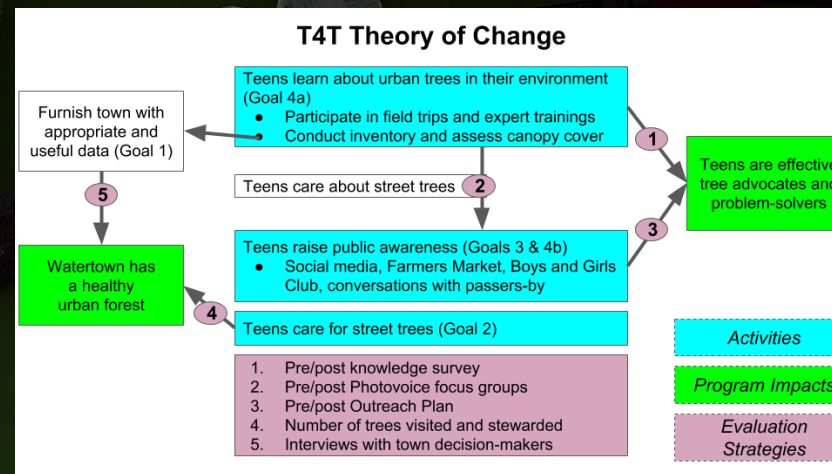 T4T Theory of Change
Teens learn about urban trees in their environment
(Goal 4a)
● Participate in field trips and expert trainings
● Conduct inventory and assess canopy cover
Furnish town with
appropriate and
useful data (Goal 1)
1
Teens are effective
tree advocates and
problem-solvers
Teens care about street trees
2
5
3
Teens raise public awareness (Goals 3 & 4b)
● Social media, Farmers Market, Boys and Girls
Club, conversations with passers-by
Watertown has
a healthy
urban forest
4
Teens care for street trees (Goal 2)
1. Pre/post knowledge survey
2. Pre/post Photovoice focus groups
3. Pre/post Outreach Plan
4. Number of trees visited and stewarded
5. Interviews with town decision-makers
Activities
Program Impacts
Evaluation
Strategies